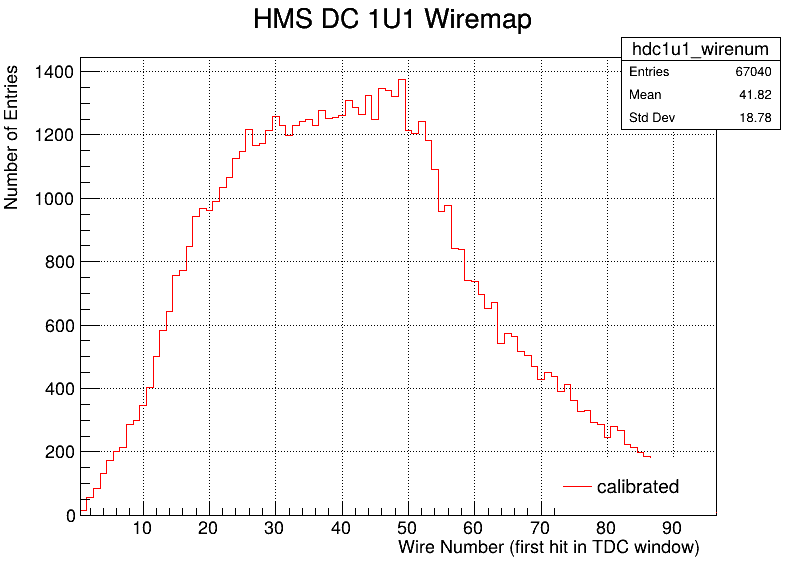 HMS DC 1U1 Wiremap
hdc1u1_wirenum
Entries 67040
Mean 41.82
Std Dev 18.78
Number of Entries
1400
1200
1000
800
600
400
200
0
10 20 30 40 50 60 70 80 90
Wire Number (first hit in TDC window)
calibrated